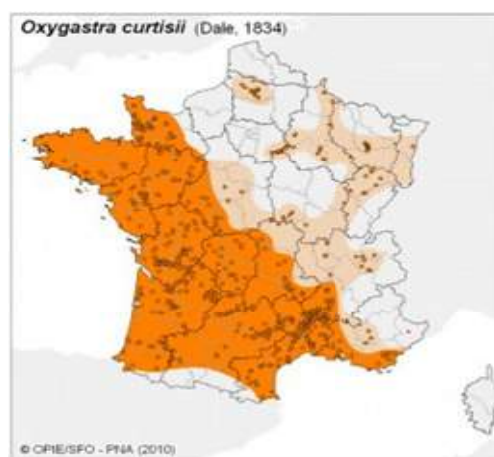 Oxygastra curtisii (Dale, 1834)
© OPIE/SFO - PNA (2010)